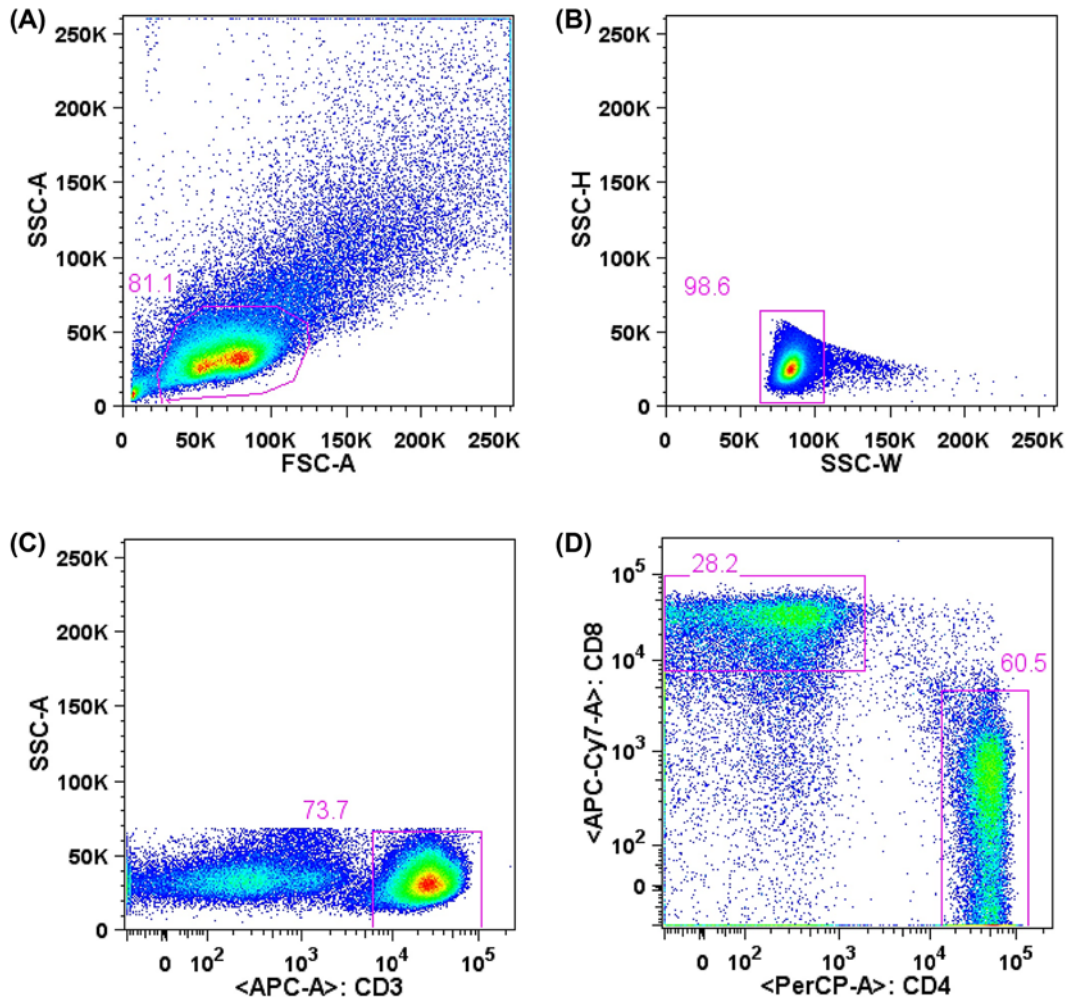 (A)
250K
200K
150K
100K
50K
0
SSC-A
81.1
0 50K 100K 150K 200K 250K
FSC-A
(B)
250K
200K
150K
100K
50K
0
SSC-H
98.6
0 50K 100K 150K 200K 250K
SSC-W
(C)
250K
200K
150K
100K
50K
0
SSC-A
73.7
0 10² 10³ 10⁴ 10⁵
<APC-A>: CD3
(D)
10⁵
10⁴
10³
10²
0
<APC-Cy7-A>: CD8
28.2
60.5
0 10² 10³ 10⁴ 10⁵
<PerCP-A>: CD4